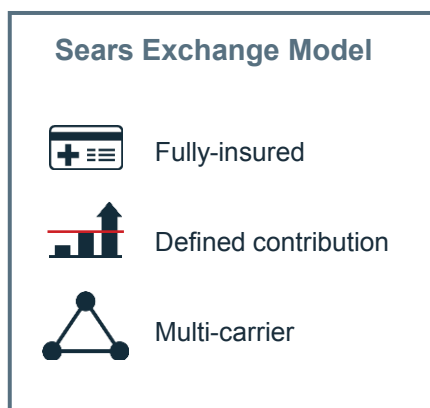 Sears Exchange Model
Fully-insured
Defined contribution
Multi-carrier